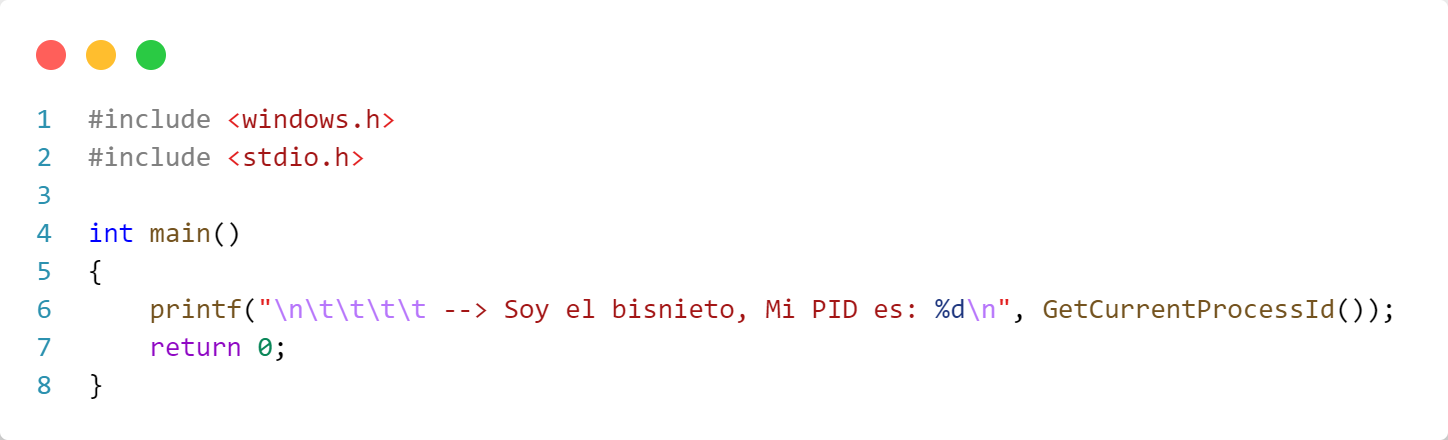 1 #include <windows.h>
2 #include <stdio.h>
3
4 int main()
5 {
6     printf("\n\t\t\t\t --> Soy el bisnieto, Mi PID es: %d\n", GetCurrentProcessId());
7     return 0;
8 }